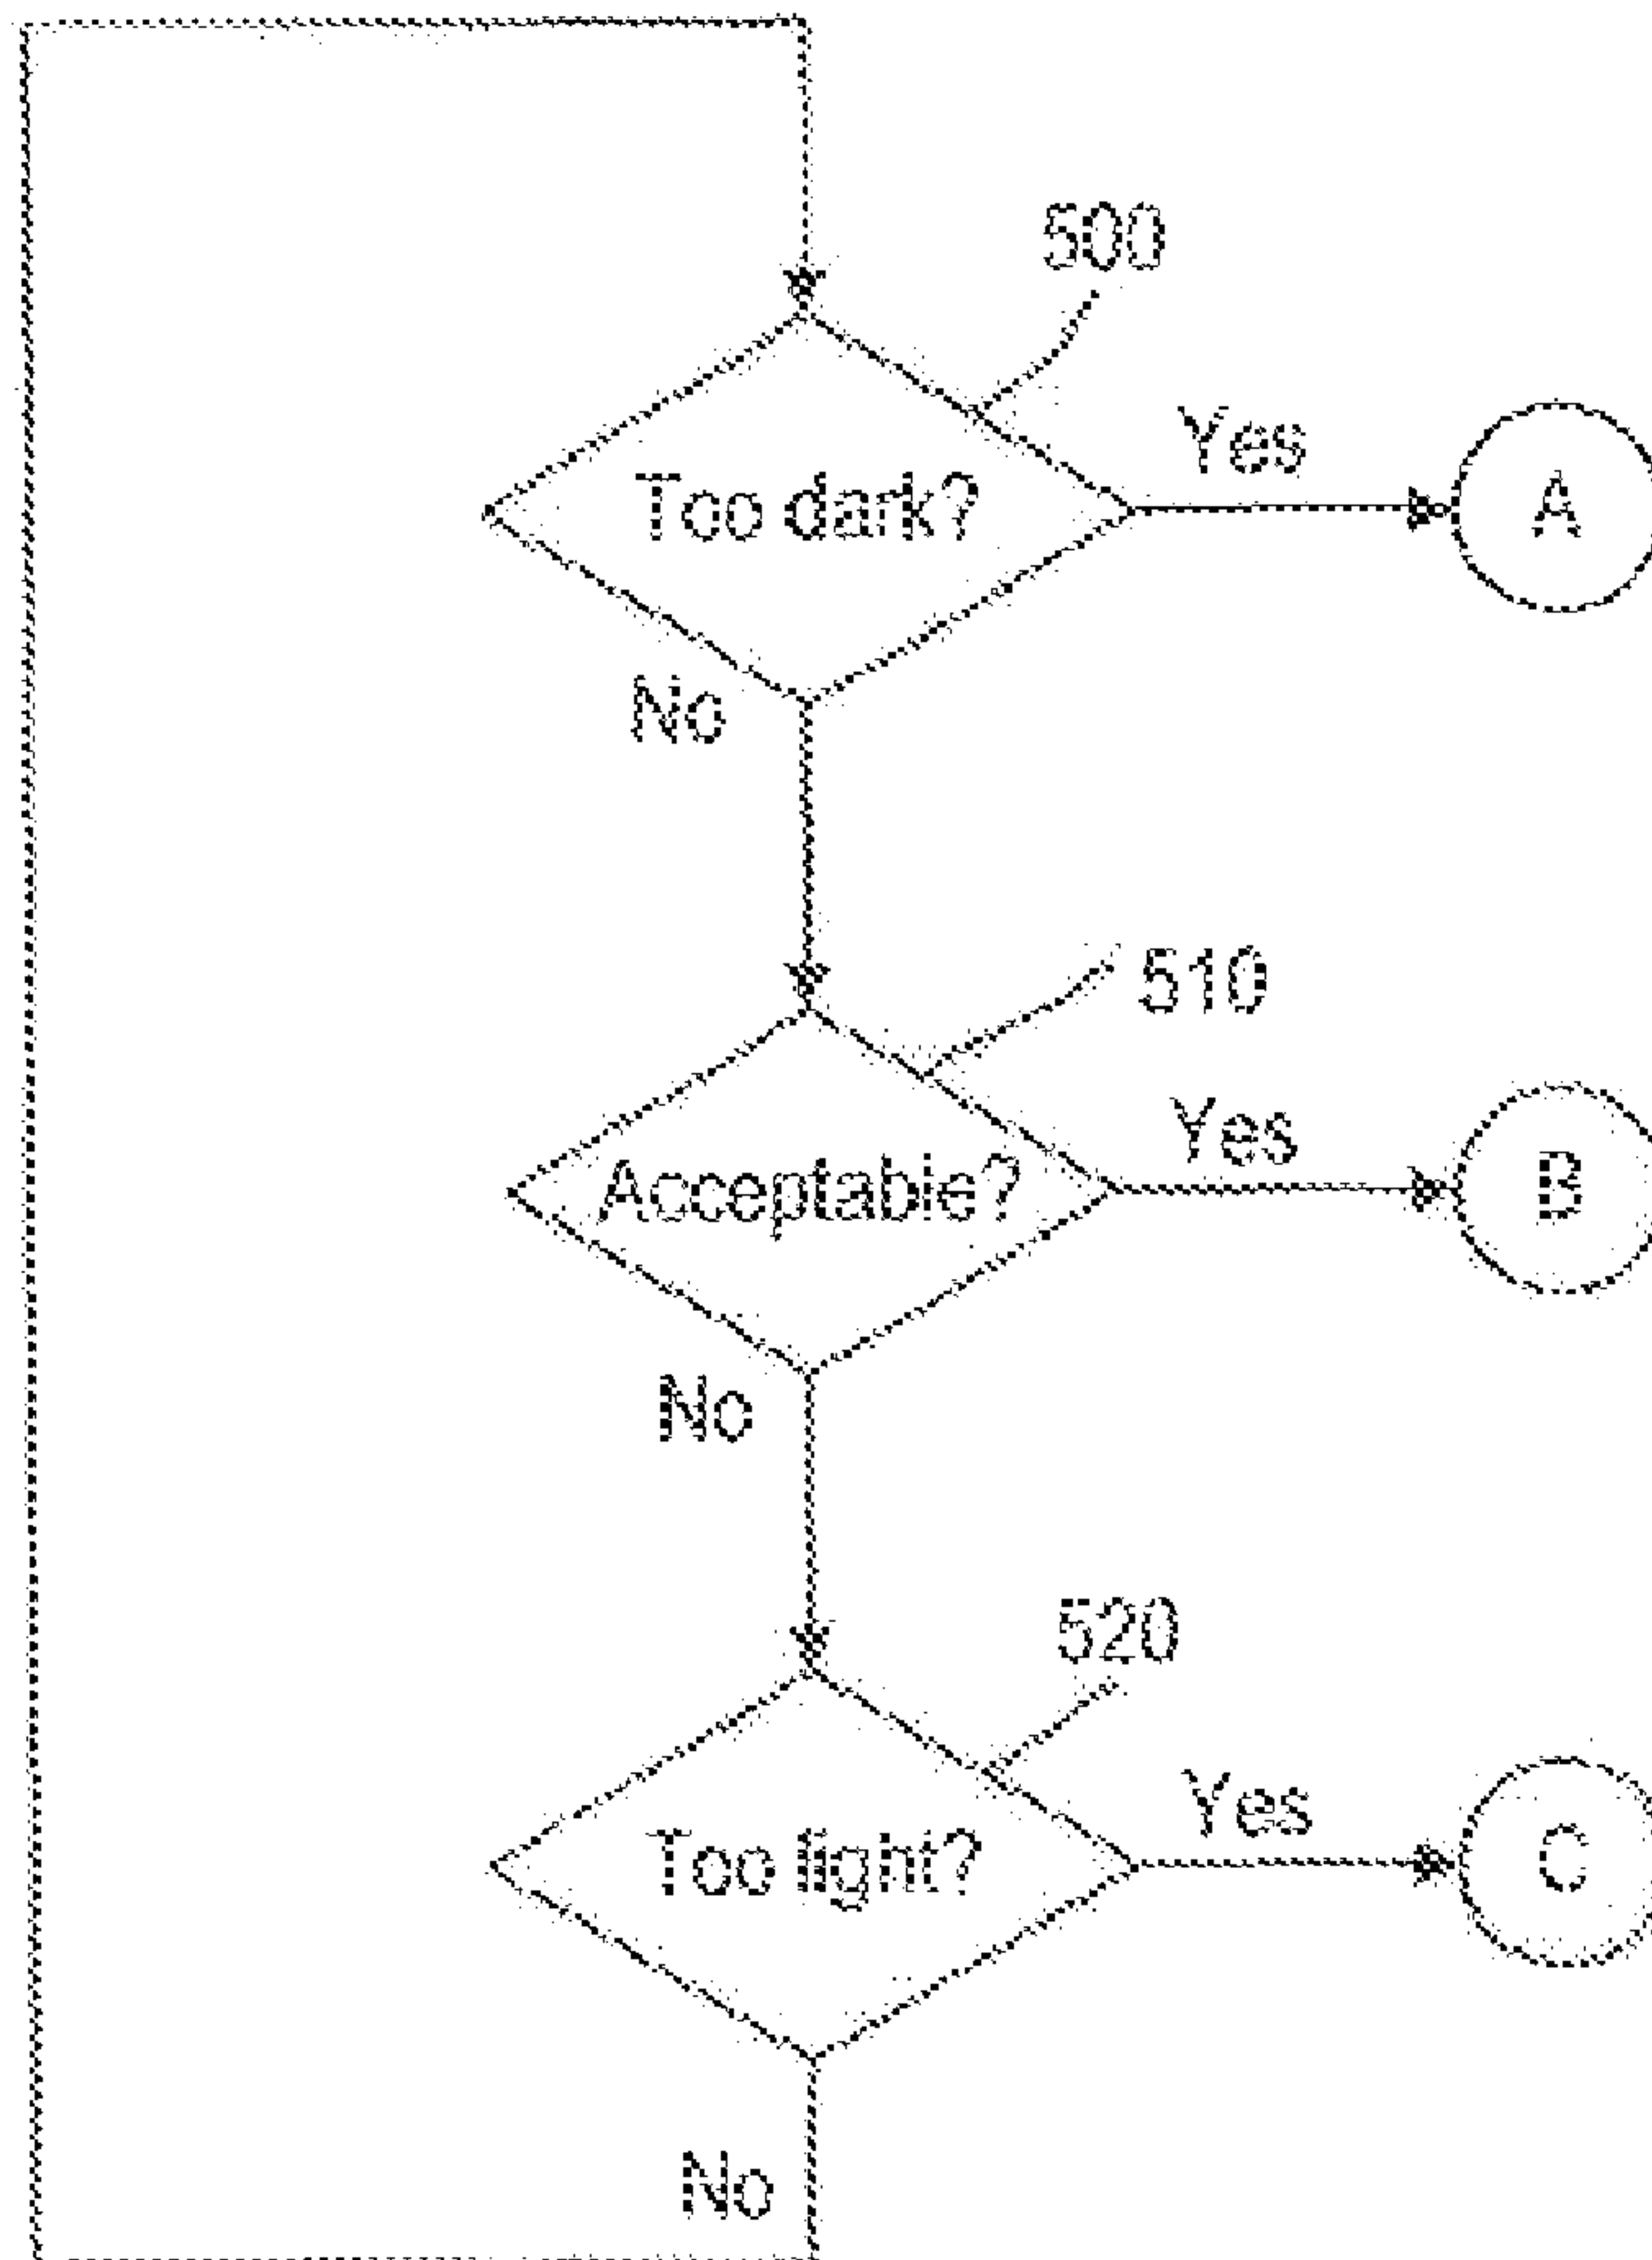 500
Yes
Too dark?
A
No
510
Yes
Acceptable?
B
No
520
Yes
Too light?
C
No